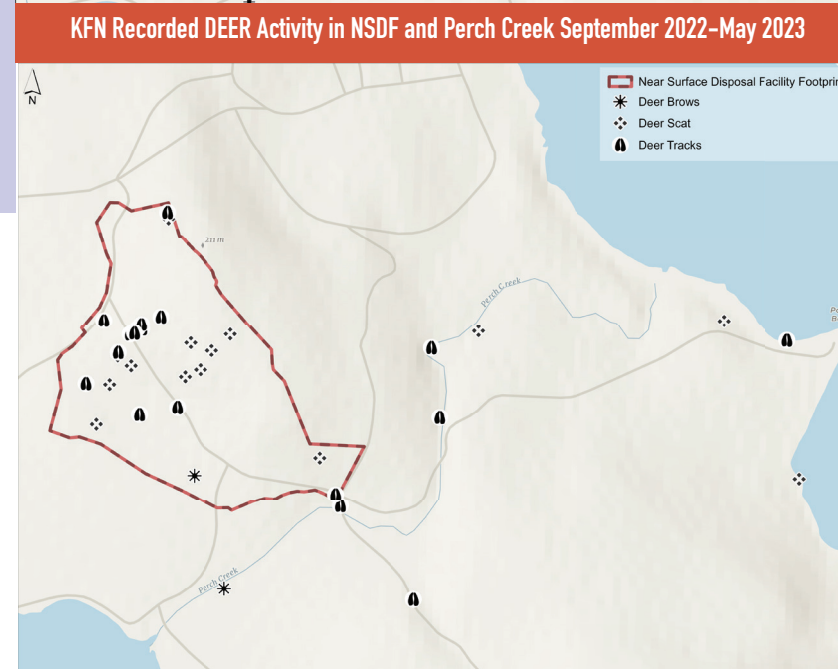 KFN Recorded DEER Activity in NSDF and Perch Creek September 2022-May 2023
N
Near Surface Disposal Facility Footprin
Deer Brows
Deer Scat
Deer Tracks
211 m
Perch Creek
Perch Creek